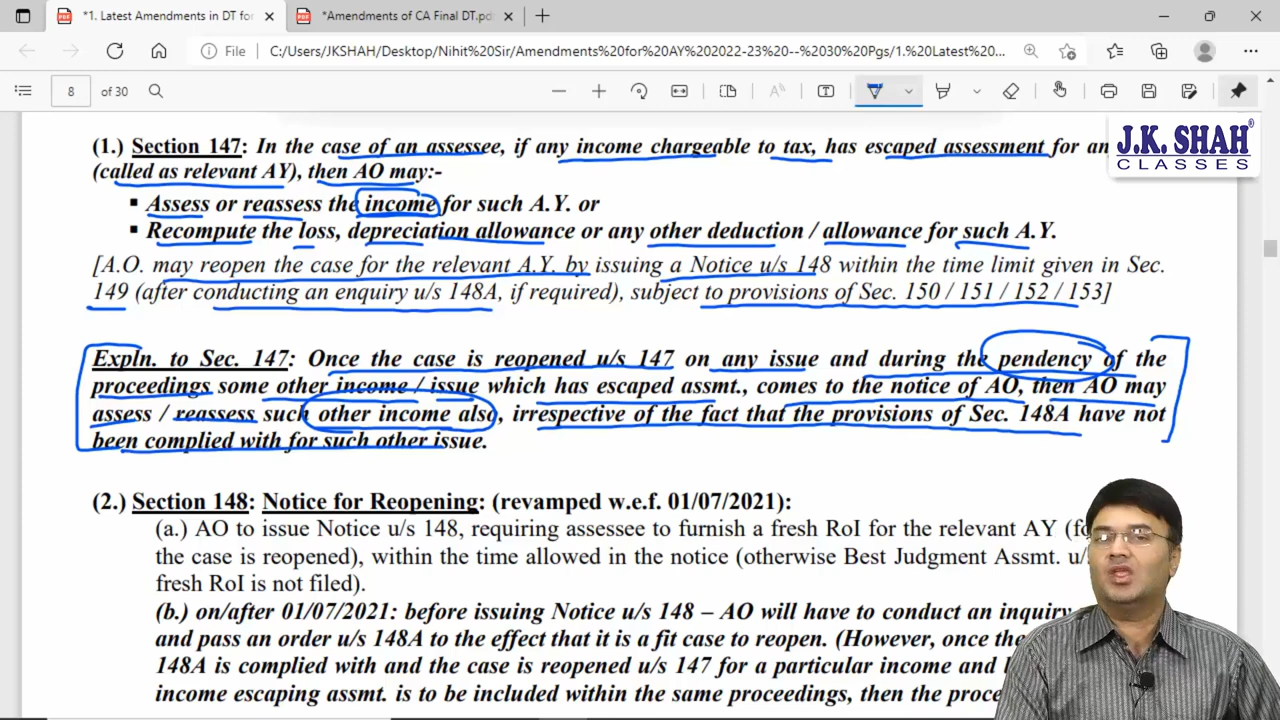 *1. Latest Amendments in DT for
*Amendments of CA Final DT.pd
File
C:/Users/JKSHAH/Desktop/Nihit%20Sir/Amendments%20for%20AY%202022-23%20--%2030%20Pgs/1.%20Latest%20...
8 of 30
J.K. SHAH®
CLASSES
(1.) Section 147: In the case of an assessee, if any income chargeable to tax, has escaped assessment for an
(called as relevant AY), then AO may:-
▪ Assess or reassess the income for such A.Y. or
▪ Recompute the loss, depreciation allowance or any other deduction / allowance for such A.Y.
[A.O. may reopen the case for the relevant A.Y. by issuing a Notice u/s 148 within the time limit given in Sec.
149 (after conducting an enquiry u/s 148A, if required), subject to provisions of Sec. 150 / 151 / 152 / 153]
Expln. to Sec. 147: Once the case is reopened u/s 147 on any issue and during the pendency of the
proceedings some other income / issue which has escaped assmt., comes to the notice of AO, then AO may
assess / reassess such other income also, irrespective of the fact that the provisions of Sec. 148A have not
been complied with for such other issue.
(2.) Section 148: Notice for Reopening: (revamped w.e.f. 01/07/2021):
(a.) AO to issue Notice u/s 148, requiring assessee to furnish a fresh RoI for the relevant AY (fo
the case is reopened), within the time allowed in the notice (otherwise Best Judgment Assmt. u/
fresh RoI is not filed).
(b.) on/after 01/07/2021: before issuing Notice u/s 148 – AO will have to conduct an inquiry
and pass an order u/s 148A to the effect that it is a fit case to reopen. (However, once the
148A is complied with and the case is reopened u/s 147 for a particular income and
income escaping assmt. is to be included within the same proceedings, then the proce